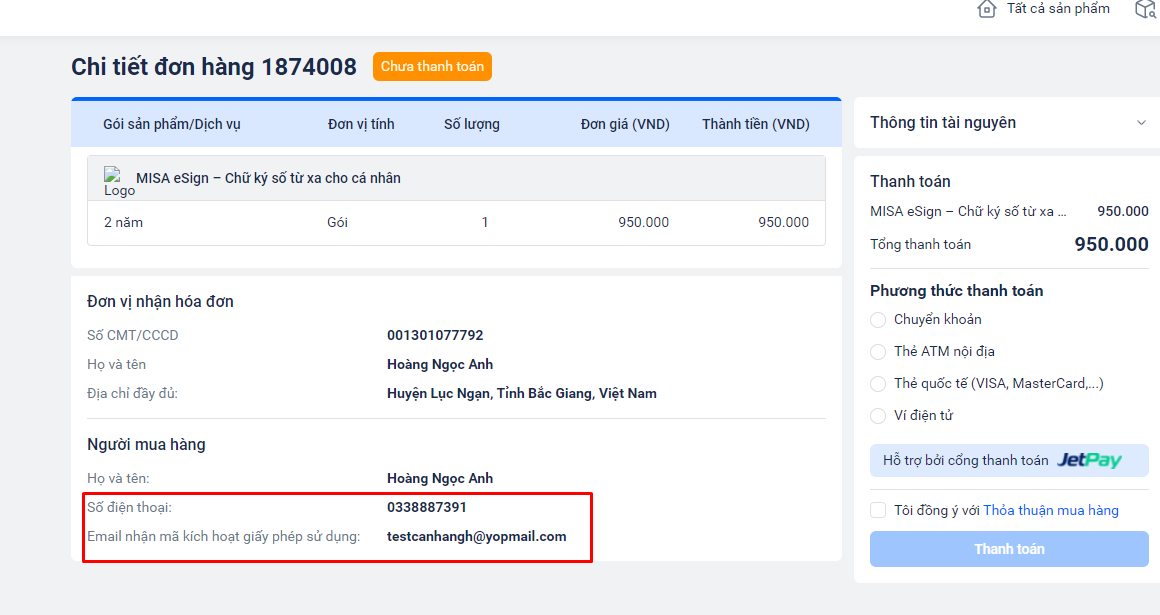 Tất cả sản phẩm
Chi tiết đơn hàng 1874008
Chưa thanh toán
Gói sản phẩm/Dịch vụ Đơn vị tính Số lượng Đơn giá (VND) Thành tiền (VND)
Logo MISA eSign – Chữ ký số từ xa cho cá nhân
2 năm Gói 1 950.000 950.000
Đơn vị nhận hóa đơn
Số CMT/CCCD 001301077792
Họ và tên Hoàng Ngọc Anh
Địa chỉ đầy đủ: Huyện Lục Ngạn, Tỉnh Bắc Giang, Việt Nam
Người mua hàng
Họ và tên: Hoàng Ngọc Anh
Số điện thoại: 0338887391
Email nhận mã kích hoạt giấy phép sử dụng: testcanhangh@yopmail.com
Thông tin tài nguyên
Thanh toán
MISA eSign – Chữ ký số từ xa ... 950.000
Tổng thanh toán 950.000
Phương thức thanh toán
Chuyển khoản
Thẻ ATM nội địa
Thẻ quốc tế (VISA, MasterCard,...)
Ví điện tử
Hỗ trợ bởi cổng thanh toán JetPay
Tôi đồng ý với Thỏa thuận mua hàng
Thanh toán